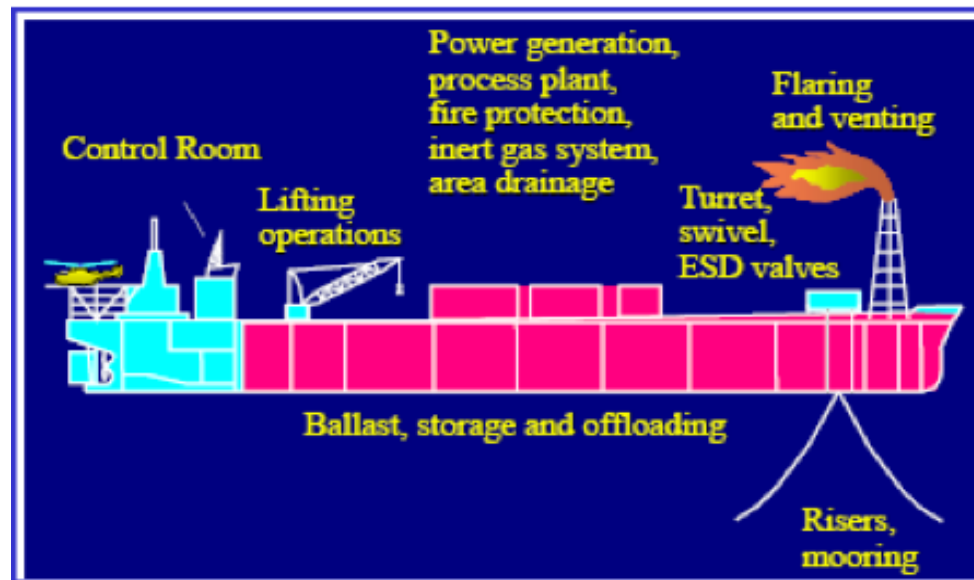 Power generation,
process plant,
fire protection,
inert gas system,
area drainage
Flaring
and venting
Control Room
Lifting
operations
Turret,
swivel,
ESD valves
Ballast, storage and offloading
Risers,
mooring